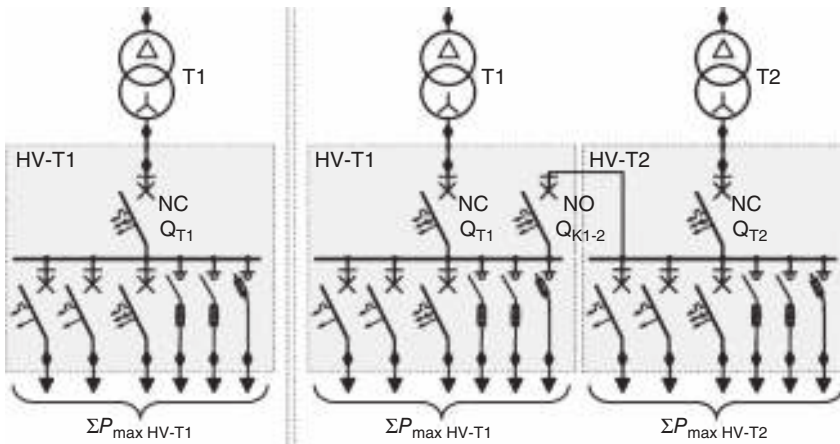 T1
HV-T1
NC
QT1
ΣPmax HV-T1
T1
T2
HV-T1
HV-T2
NC
QT1
NO
QK1-2
NC
QT2
ΣPmax HV-T1
ΣPmax HV-T2